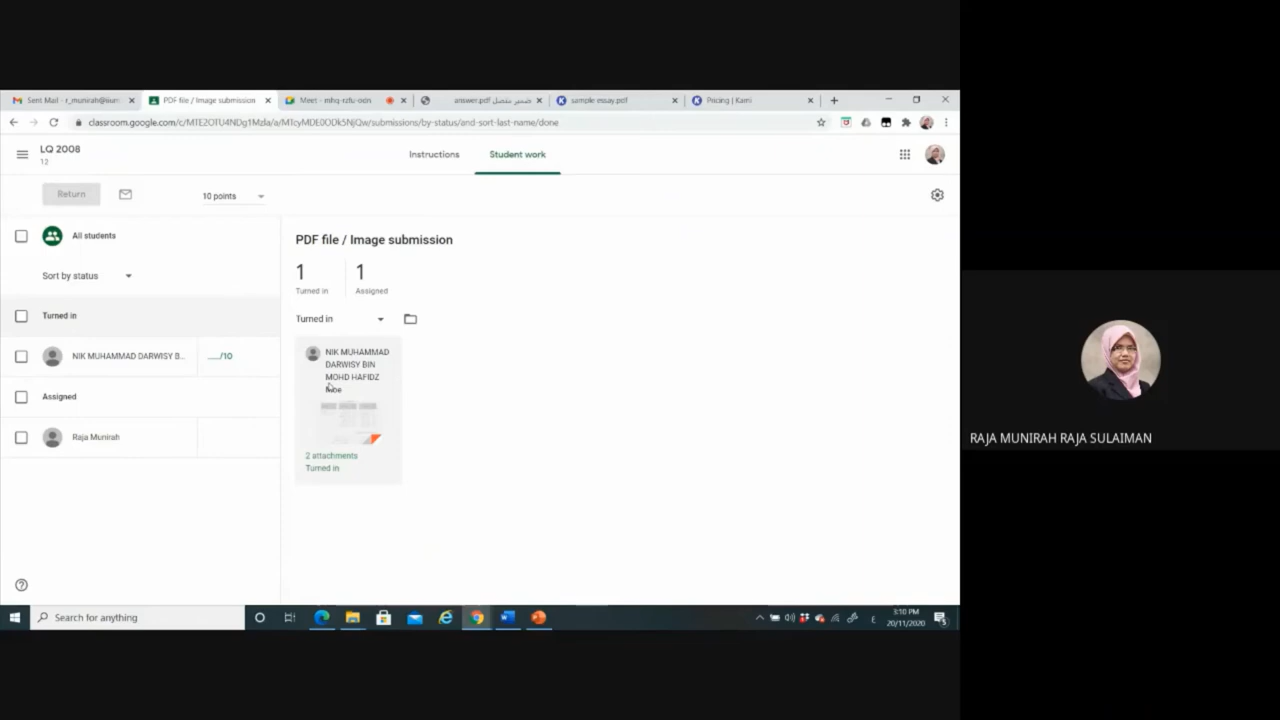 Sent Mail - r_munirah@iium
PDF file / Image submission
Meet - mhq-rzfu-odn
answer.pdf ضمير منفصل
sample essay.pdf
Pricing | Kami
classroom.google.com/c/MTE2OTU4NDg1Mzla/a/MTcyMDE0ODk5NjQw/submissions/by-status/and-sort-last-name/done
LQ 2008
12
Instructions
Student work
Return
10 points
All students
Sort by status
Turned in
NIK MUHAMMAD DARWISY B...
___/10
Assigned
Raja Munirah
PDF file / Image submission
1
Turned in
1
Assigned
Turned in
NIK MUHAMMAD
DARWISY BIN
MOHD HAFIDZ
2 attachments
Turned in
Search for anything
3:10 PM
20/11/2020
RAJA MUNIRAH RAJA SULAIMAN